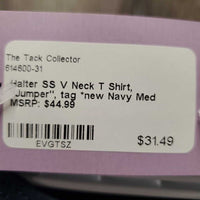 The Tack Collector
614600-31
Halter SS V Neck T Shirt,
"Jumper", tag *new Navy Med
MSRP: $44.99
EVGTSZ
$31.49